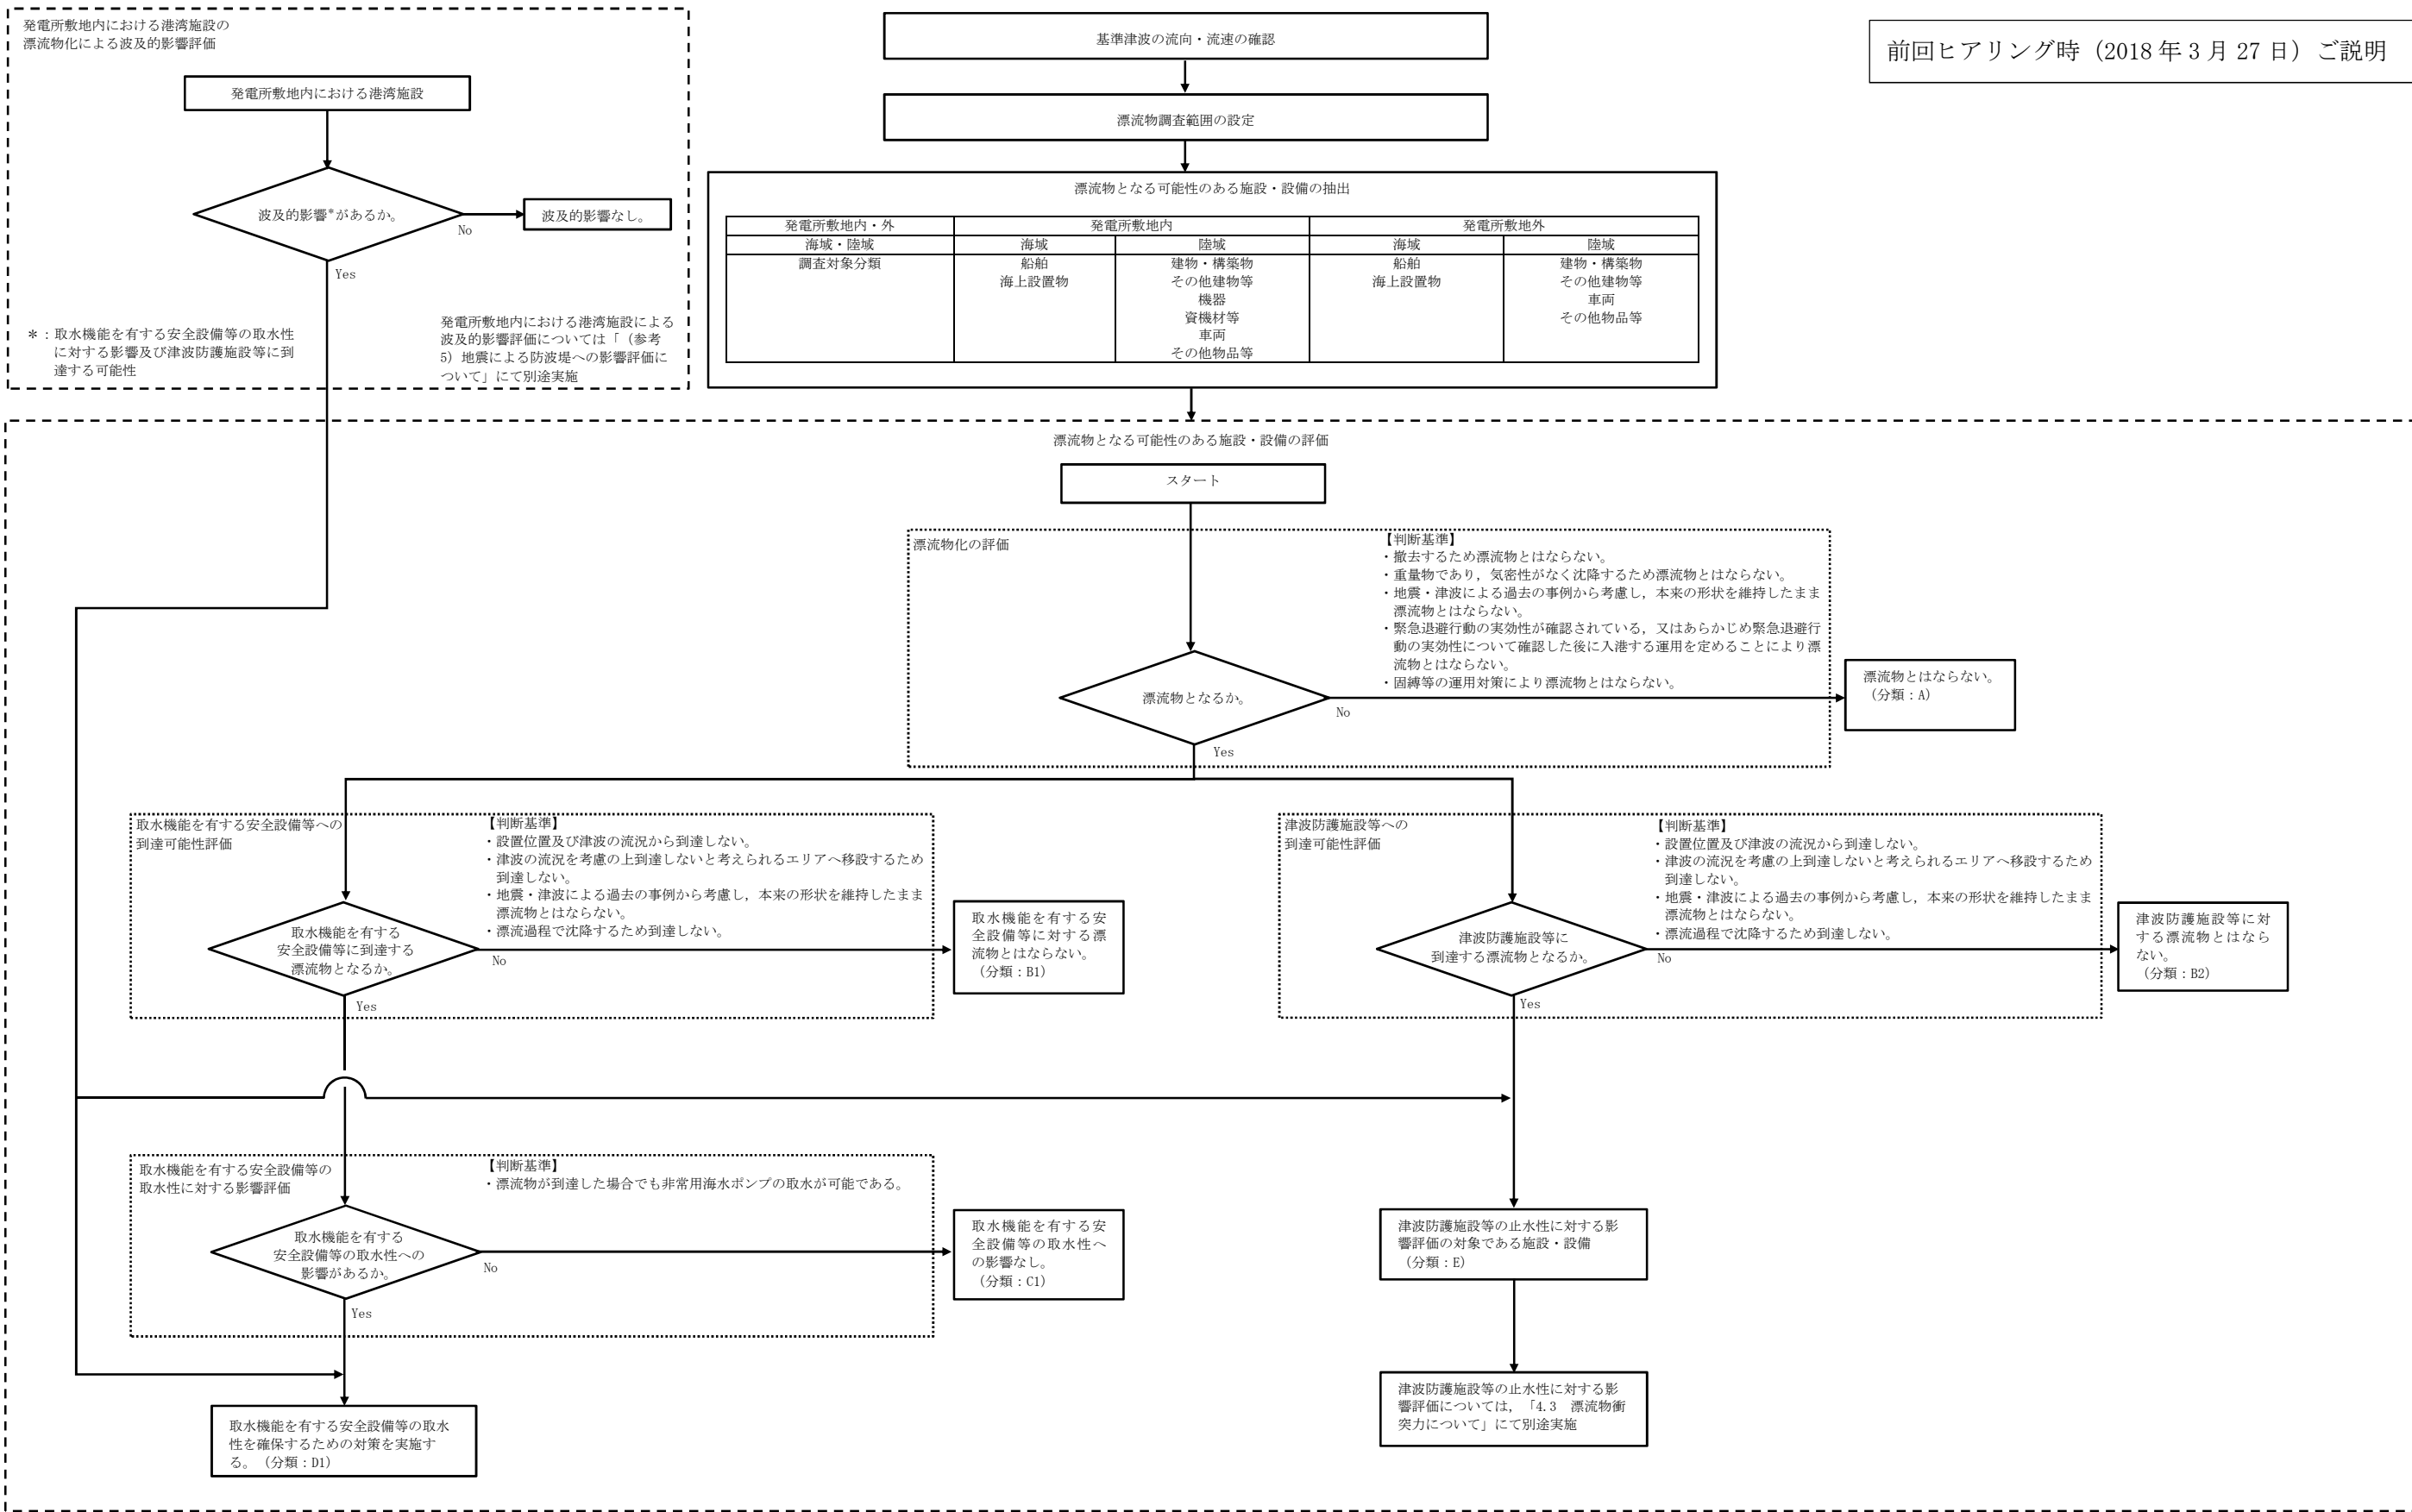 発電所敷地内における港湾施設の
漂流物化による波及的影響評価
発電所敷地内における港湾施設
波及的影響*があるか。
No
波及的影響なし。
Yes
＊：取水機能を有する安全設備等の取水性
に対する影響及び津波防護施設等に到
達する可能性
発電所敷地内における港湾施設による
波及的影響評価については「（参考
5）地震による防波堤への影響評価に
ついて」にて別途実施
基準津波の流向・流速の確認
漂流物調査範囲の設定
前回ヒアリング時（2018 年 3 月 27 日）ご説明
漂流物となる可能性のある施設・設備の抽出
発電所敷地内・外 発電所敷地内 発電所敷地外
海域・陸域 海域 陸域 海域 陸域
調査対象分類 船舶 建物・構築物 船舶 建物・構築物
海上設置物 その他建物等 海上設置物 その他建物等
機器 車両
資機材等 その他物品等
車両
その他物品等
漂流物となる可能性のある施設・設備の評価
スタート
漂流物化の評価
【判断基準】
・撤去するため漂流物とはならない。
・重量物であり，気密性がなく沈降するため漂流物とはならない。
・地震・津波による過去の事例から考慮し，本来の形状を維持したまま
漂流物とはならない。
・緊急退避行動の実効性が確認されている，又はあらかじめ緊急退避行
動の実効性について確認した後に入港する運用を定めることにより漂
流物とはならない。
・固縛等の運用対策により漂流物とはならない。
漂流物となるか。
No
漂流物とはならない。
（分類：A）
Yes
取水機能を有する安全設備等への
到達可能性評価
【判断基準】
・設置位置及び津波の流況から到達しない。
・津波の流況を考慮の上到達しないと考えられるエリアへ移設するため
到達しない。
・地震・津波による過去の事例から考慮し，本来の形状を維持したまま
漂流物とはならない。
・漂流過程で沈降するため到達しない。
取水機能を有する
安全設備等に到達する
漂流物となるか。
No
取水機能を有する安
全設備等に対する漂
流物とはならない。
（分類：B1）
Yes
津波防護施設等への
到達可能性評価
【判断基準】
・設置位置及び津波の流況から到達しない。
・津波の流況を考慮の上到達しないと考えられるエリアへ移設するため
到達しない。
・地震・津波による過去の事例から考慮し，本来の形状を維持したまま
漂流物とはならない。
・漂流過程で沈降するため到達しない。
津波防護施設等に
到達する漂流物となるか。
No
津波防護施設等に対
する漂流物とはなら
ない。
（分類：B2）
Yes
取水機能を有する安全設備等の
取水性に対する影響評価
【判断基準】
・漂流物が到達した場合でも非常用海水ポンプの取水が可能である。
取水機能を有する
安全設備等の取水性への
影響があるか。
No
取水機能を有する安
全設備等の取水性へ
の影響なし。
（分類：C1）
Yes
取水機能を有する安全設備等の取水
性を確保するための対策を実施す
る。（分類：D1）
津波防護施設等の止水性に対する影
響評価の対象である施設・設備
（分類：E）
津波防護施設等の止水性に対する影
響評価については，「4.3　漂流物衝
突力について」にて別途実施